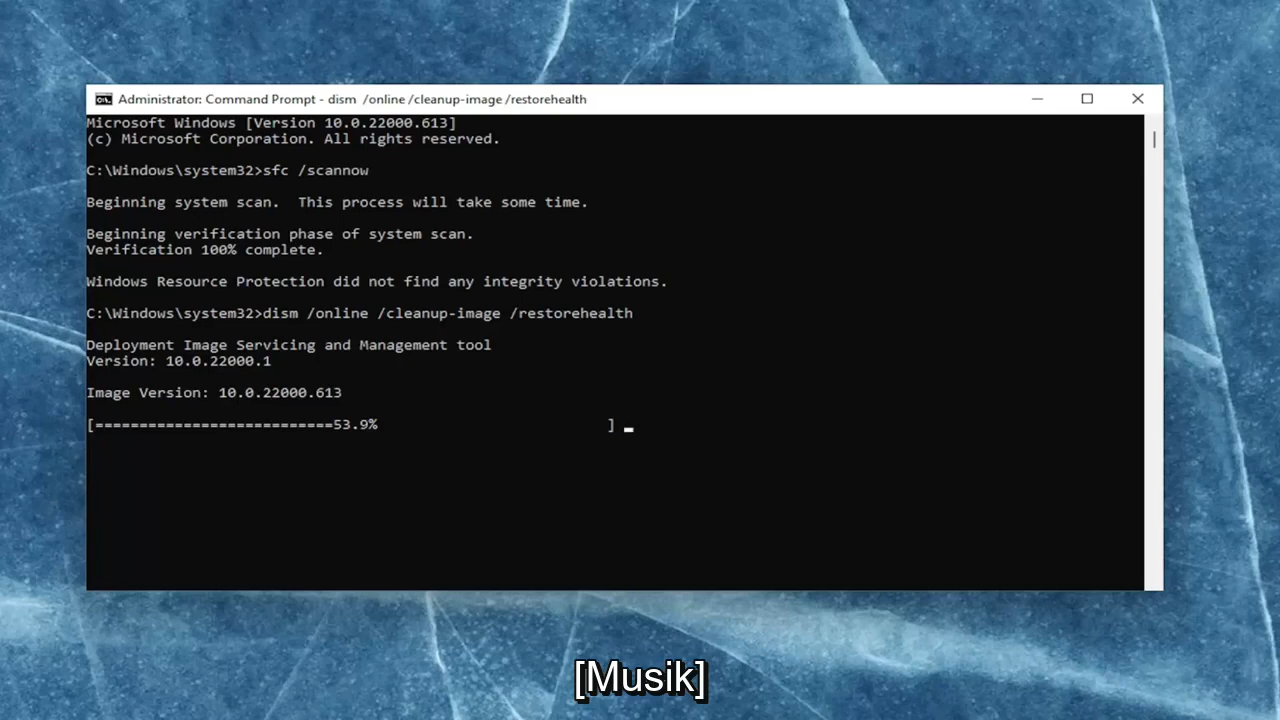 Administrator: Command Prompt - dism  /online /cleanup-image /restorehealth
Microsoft Windows [Version 10.0.22000.613]
(c) Microsoft Corporation. All rights reserved.
C:\Windows\system32>sfc /scannow
Beginning system scan.  This process will take some time.
Beginning verification phase of system scan.
Verification 100% complete.
Windows Resource Protection did not find any integrity violations.
C:\Windows\system32>dism /online /cleanup-image /restorehealth
Deployment Image Servicing and Management tool
Version: 10.0.22000.1
Image Version: 10.0.22000.613
[===========================53.9%                          ]
[Musik]